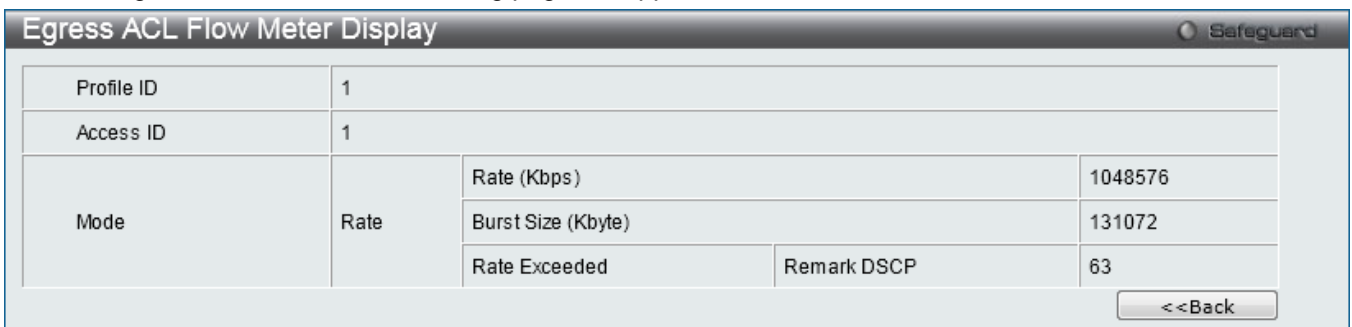 Egress ACL Flow Meter Display
Safeguard
Profile ID 1
Access ID 1
Mode Rate Rate (Kbps) 1048576
Burst Size (Kbyte) 131072
Rate Exceeded Remark DSCP 63
<<Back